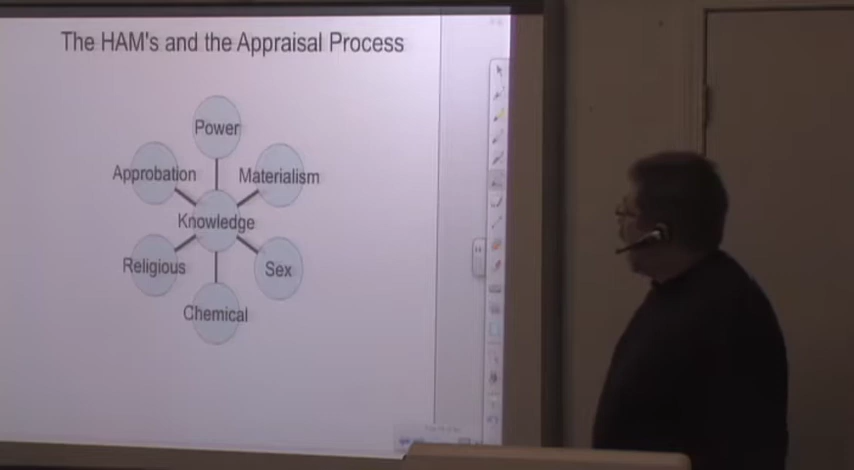 The HAM's and the Appraisal Process
Power
Approbation
Materialism
Knowledge
Religious
Sex
Chemical